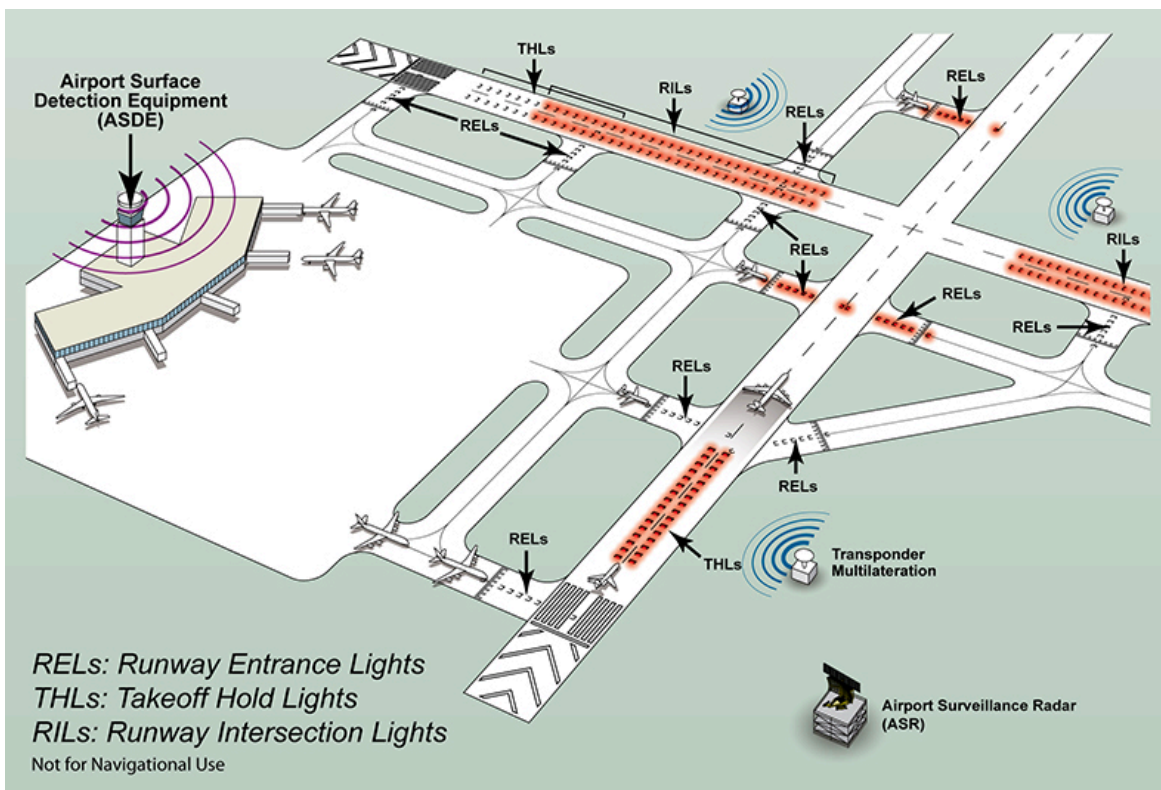 THLs
RELs
Airport Surface
Detection Equipment
(ASDE)
RILs
RELs
RELs
RELs
RILs
RELs
RELs
RELs
RELs
RELs
RELs
THLs
Transponder
Multilateration
RELs: Runway Entrance Lights
THLs: Takeoff Hold Lights
RILs: Runway Intersection Lights
Not for Navigational Use
Airport Surveillance Radar
(ASR)